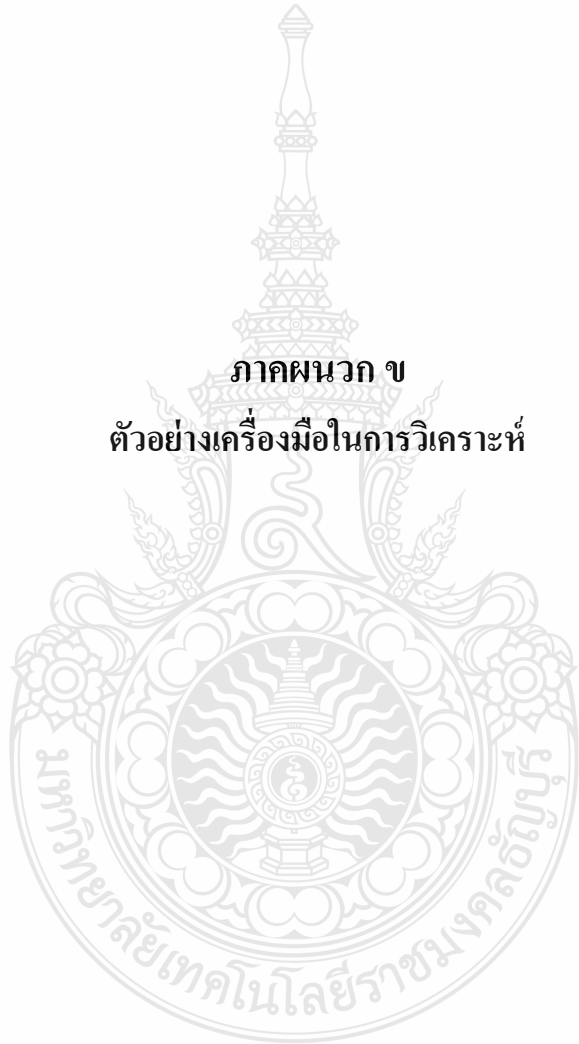 ภาคผนวก ข
ตัวอย่างเครื่องมือในการวิเคราะห์
มหาวิทยาลัยเทคโนโลยีราชมงคลธัญบุรี